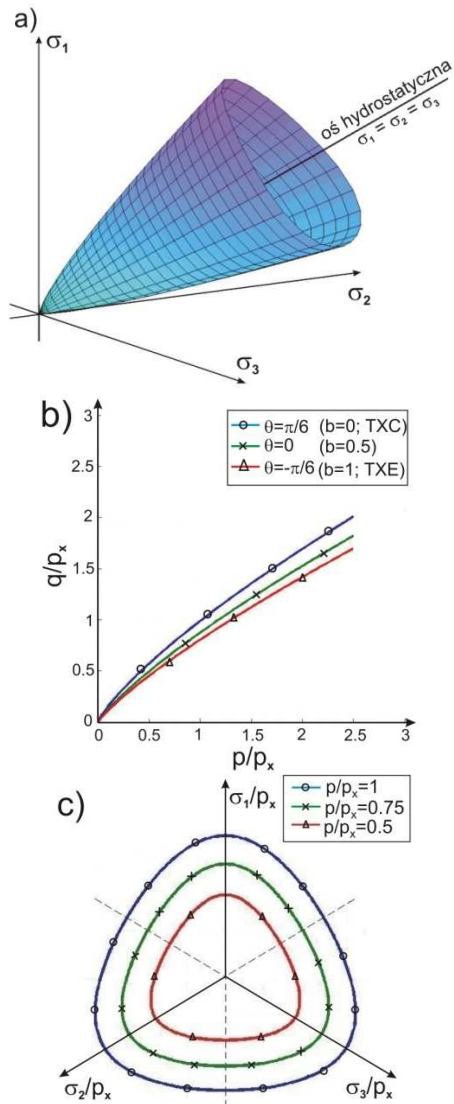 a)
σ1
oś hydrostatyczna
σ1 = σ2 = σ3
σ2
σ3
b)
3
2.5
2
1.5
1
0.5
0
q/px
θ=π/6 (b=0; TXC)
θ=0 (b=0.5)
θ=-π/6 (b=1; TXE)
0 0.5 1 1.5 2 2.5 3
p/px
c)
σ1/px
p/px=1
p/px=0.75
p/px=0.5
σ2/px
σ3/px